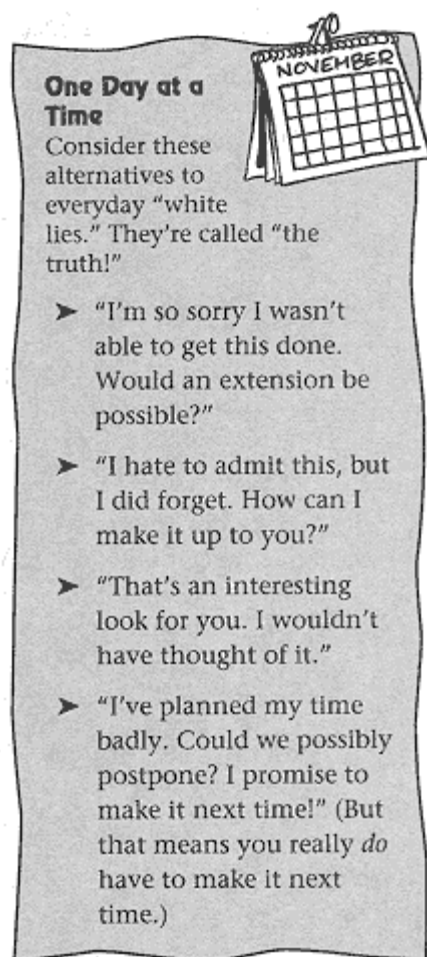 NOVEMBER
One Day at a
Time
Consider these
alternatives to
everyday “white
lies.” They’re called “the
truth!”
➤ “I’m so sorry I wasn’t
able to get this done.
Would an extension be
possible?”
➤ “I hate to admit this, but
I did forget. How can I
make it up to you?”
➤ “That’s an interesting
look for you. I wouldn’t
have thought of it.”
➤ “I’ve planned my time
badly. Could we possibly
postpone? I promise to
make it next time!” (But
that means you really do
have to make it next
time.)